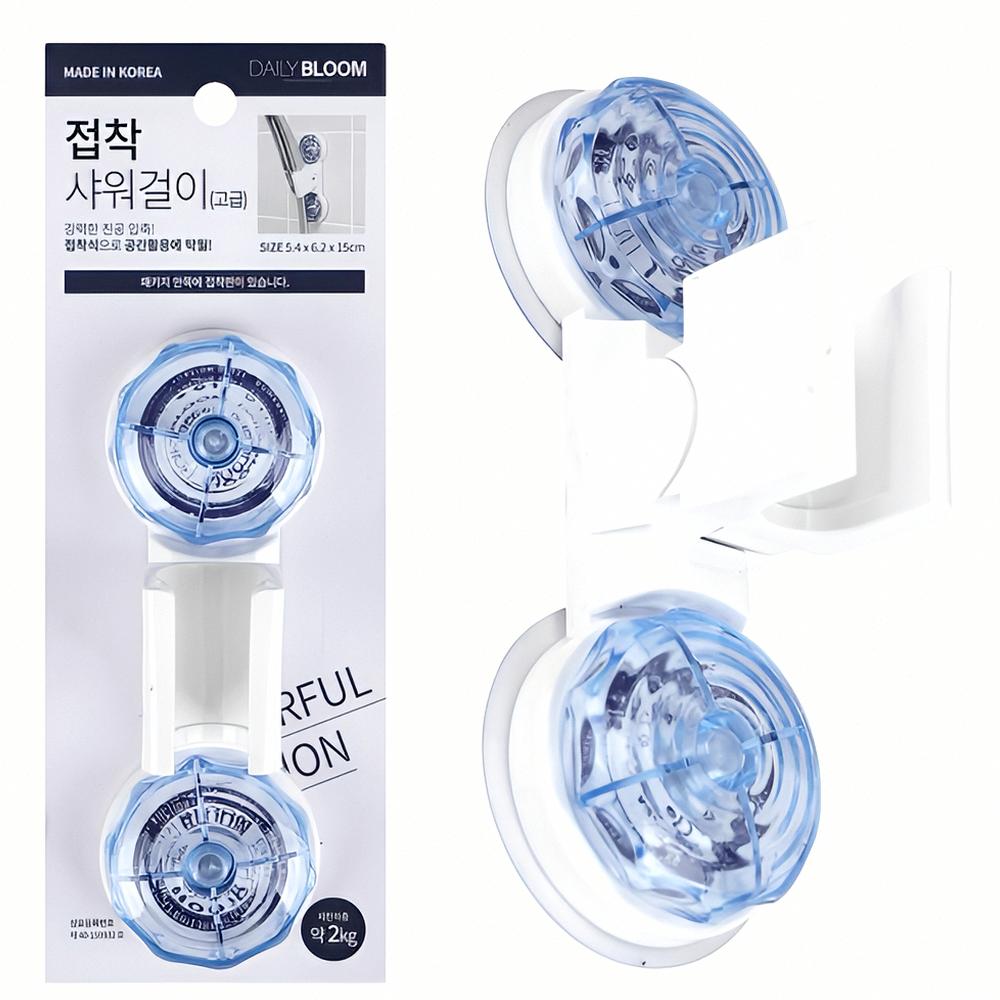 MADE IN KOREA
DAILY BLOOM
접착
샤워걸이(고급)
강력한 진공 압축!
접착식으로 공간활용에 탁월!
SIZE 5.4 x 6.2 x 15cm
패키지 안쪽에 접착판이 있습니다.
RFUL
ION
약 2kg